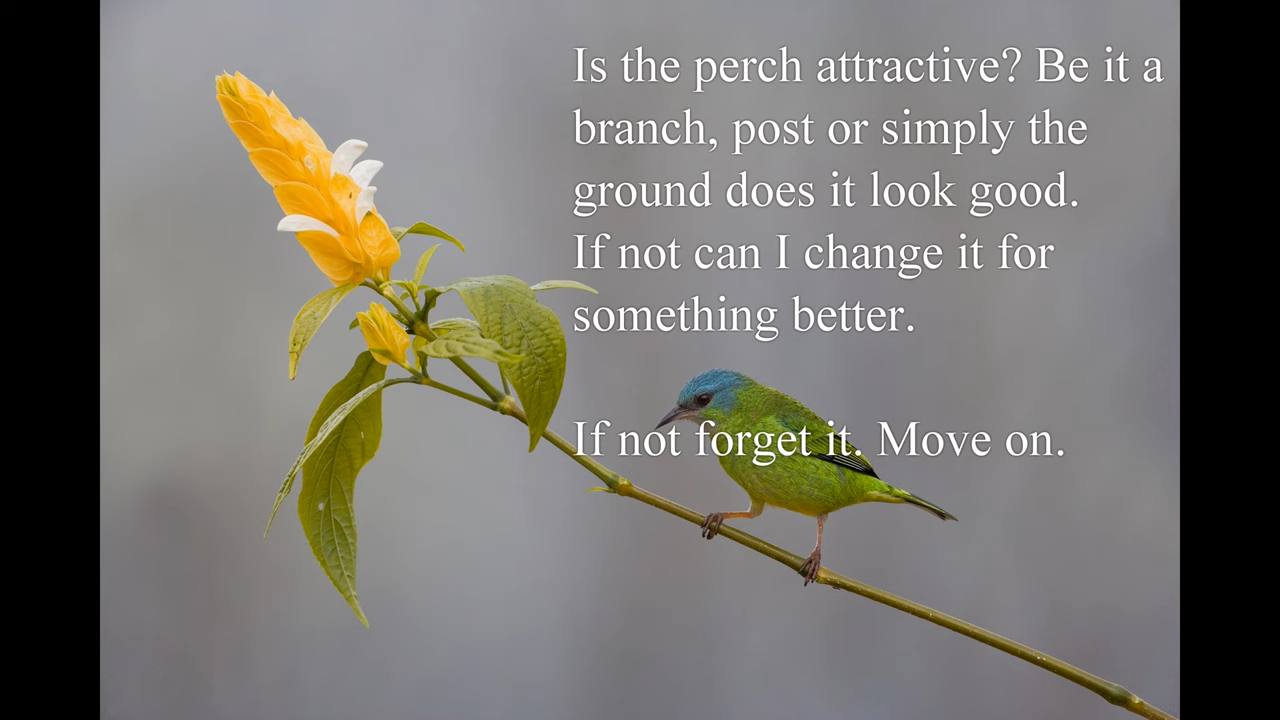 Is the perch attractive? Be it a
branch, post or simply the
ground does it look good.
If not can I change it for
something better.
If not forget it. Move on.